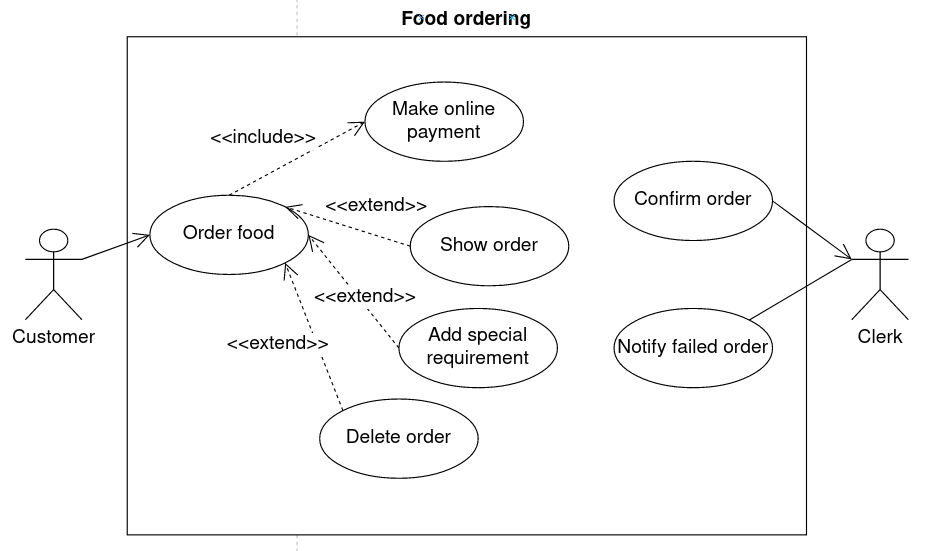 Food ordering
Make online
payment
<<include>>
Confirm order
<<extend>>
Order food
Show order
<<extend>>
Customer
Clerk
Add special
requirement
<<extend>>
Notify failed order
Delete order